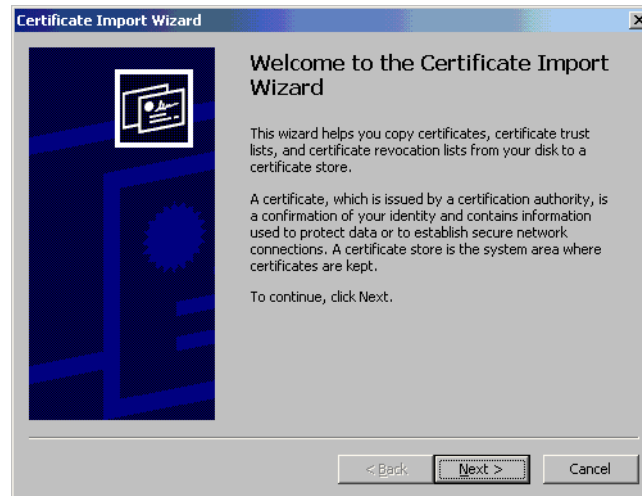 Certificate Import Wizard
Welcome to the Certificate Import
Wizard
This wizard helps you copy certificates, certificate trust
lists, and certificate revocation lists from your disk to a
certificate store.
A certificate, which is issued by a certification authority, is
a confirmation of your identity and contains information
used to protect data or to establish secure network
connections. A certificate store is the system area where
certificates are kept.
To continue, click Next.
< Back Next > Cancel